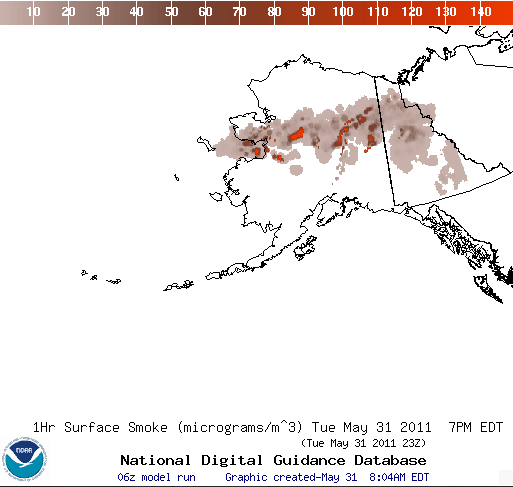 10 20 30 40 50 60 70 80 90 100 110 120 130 140
1Hr Surface Smoke (micrograms/m^3) Tue May 31 2011 7PM EDT
(Tue May 31 2011 23Z)
NOAA
National Digital Guidance Database
06z model run Graphic created-May 31 8:04AM EDT